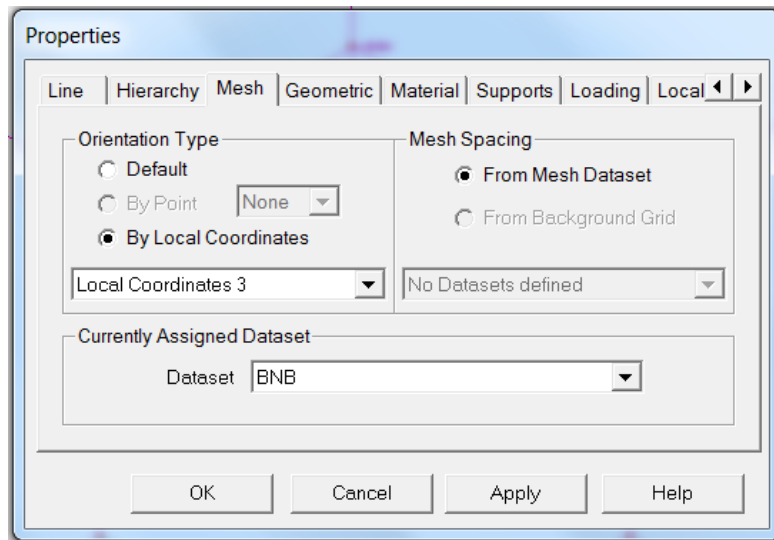 Properties
Line Hierarchy Mesh Geometric Material Supports Loading Local
Orientation Type
Default
By Point None
By Local Coordinates
Local Coordinates 3
Mesh Spacing
From Mesh Dataset
From Background Grid
No Datasets defined
Currently Assigned Dataset
Dataset BNB
OK Cancel Apply Help